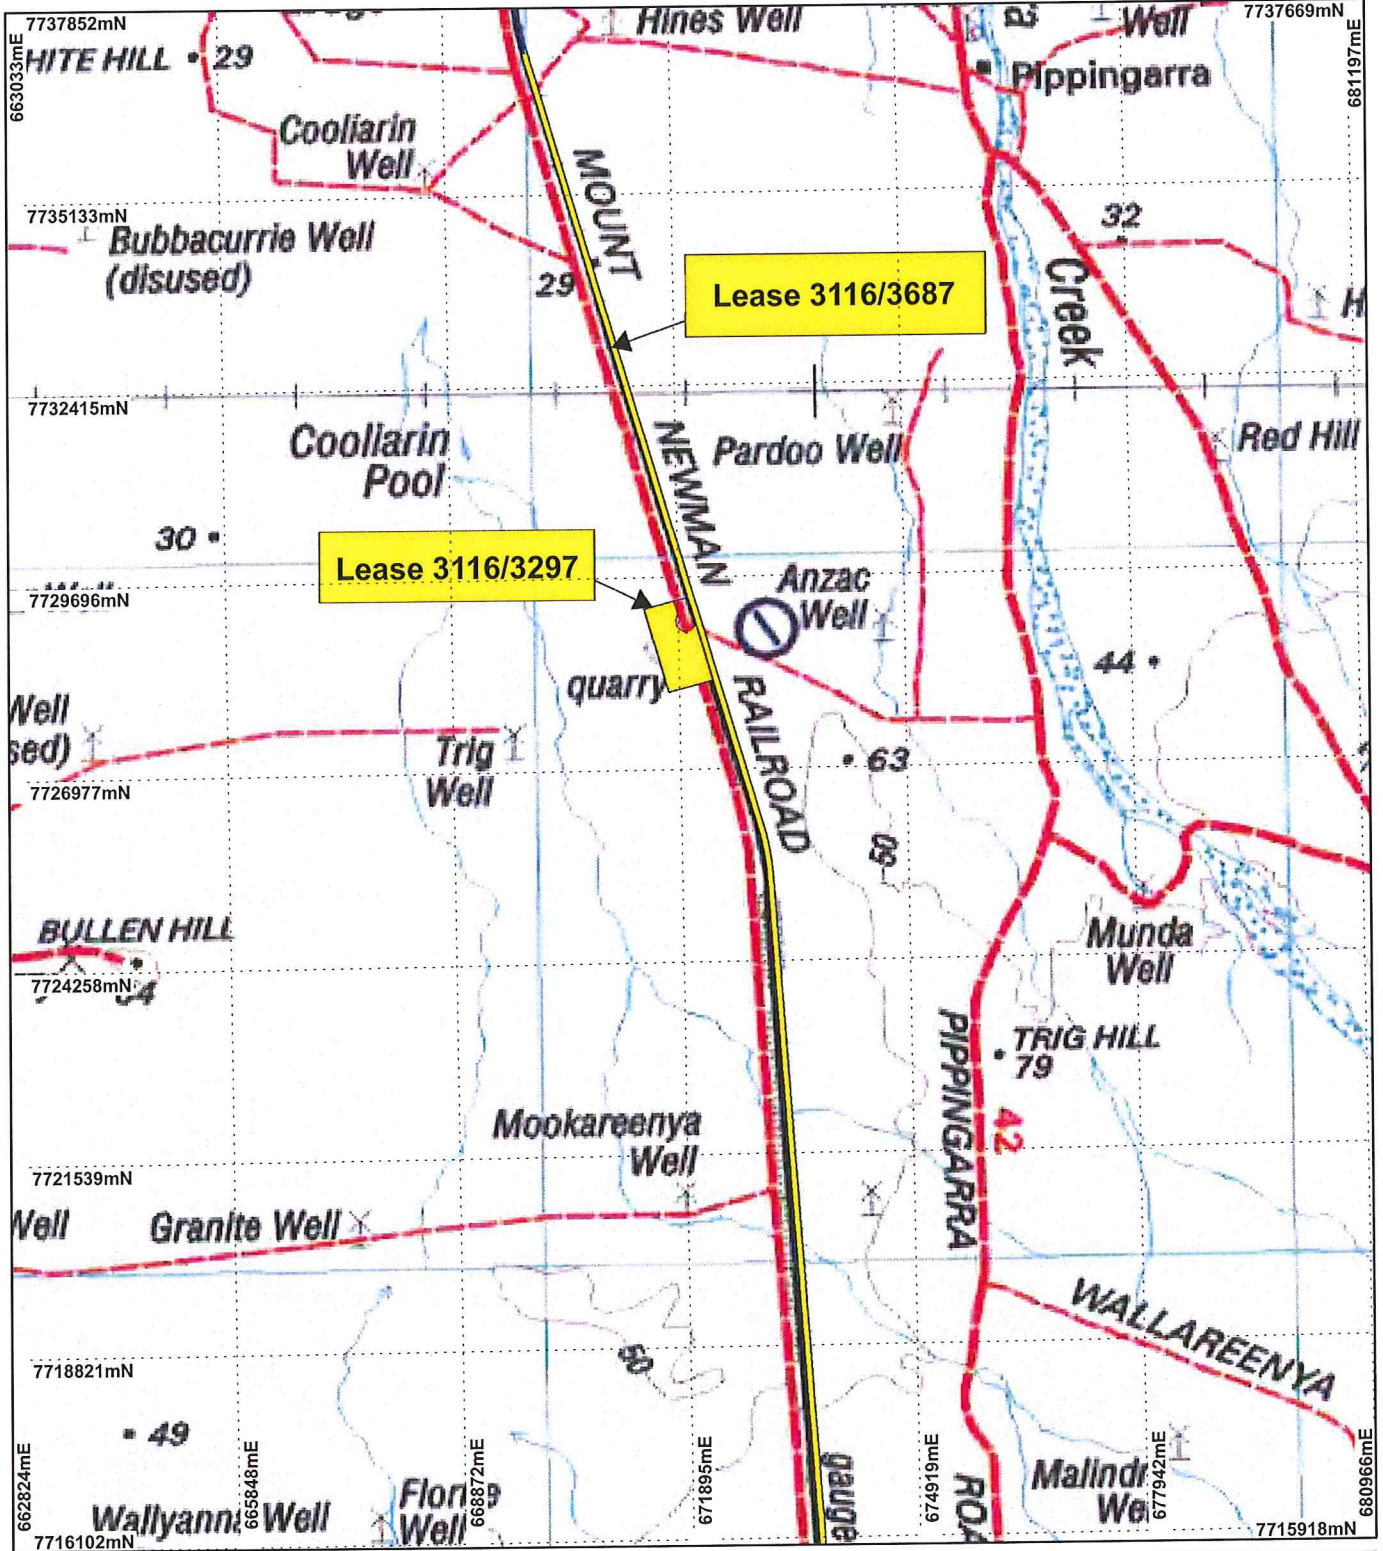 7737852mN
7737669mN
663033mE
681197mE
Hines Well
Well
HITE HILL
29
Pippingarra
Cooliarin
Well
7735133mN
Bubbacurrie Well
(disused)
29
MOUNT
32
Creek
Lease 3116/3687
H
7732415mN
Cooliarin
Pool
NEWMAN
Pardoo Well
Red Hill
30
Lease 3116/3297
Anzac
Well
7729696mN
44
quarry
RAILROAD
Well
sed)
Trig
Well
63
7726977mN
50
BULLEN HILL
7724258mN
Munda
Well
TRIG HILL
79
PIPPINGARRA
42
Mookareenya
Well
7721539mN
Well
Granite Well
WALLAREENYA
50
7718821mN
49
662824mE
665848mE
668872mE
671895mE
gauge
674919mE
ROA
677942mE
680966mE
Malindr
We
Wallyanna Well
Well
7716102mN
7715918mN